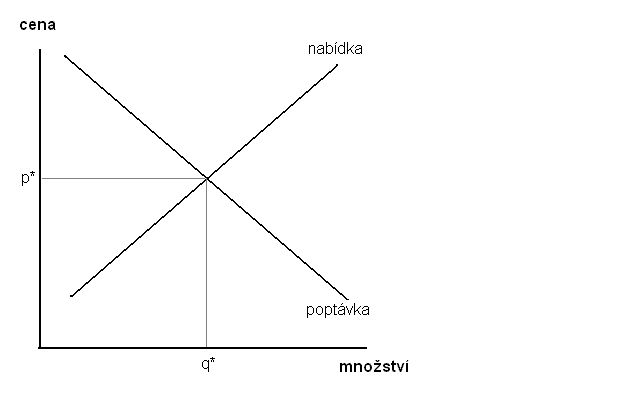 cena
nabídka
p*
poptávka
q*
množství